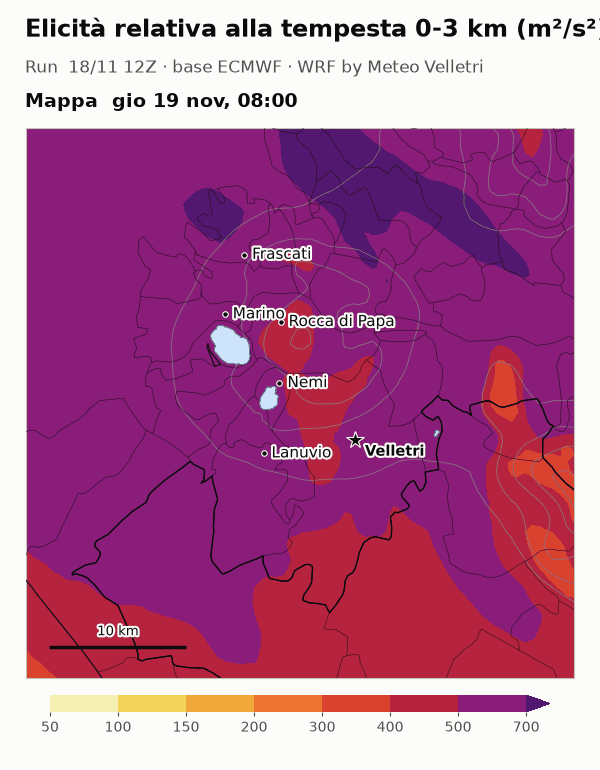 Elicità relativa alla tempesta 0-3 km (m²/s²)
Run  18/11 12Z · base ECMWF · WRF by Meteo Velletri
Mappa  gio 19 nov, 08:00
Frascati
Marino
Rocca di Papa
Nemi
Velletri
Lanuvio
10 km
50 100 150 200 300 400 500 700